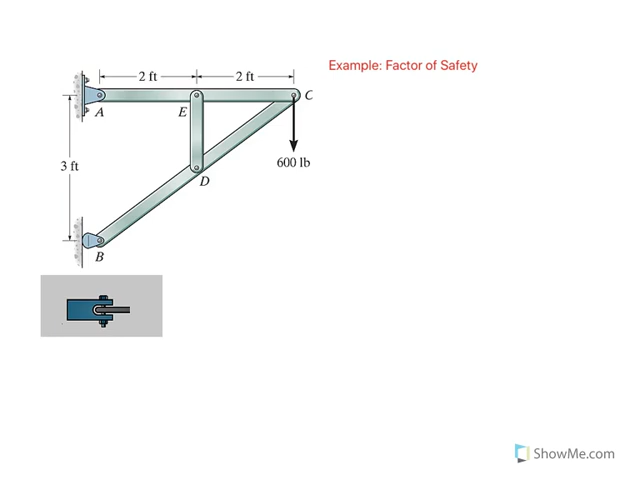 Example: Factor of Safety
2 ft
2 ft
A
E
C
3 ft
600 lb
D
B
ShowMe.com